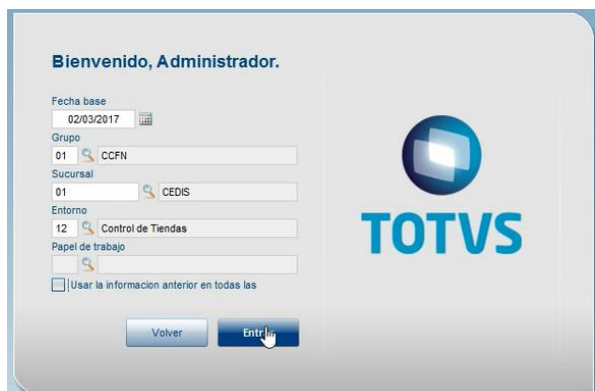 Bienvenido, Administrador.
Fecha base
02/03/2017
Grupo
01 CCFN
Sucursal
01 CEDIS
Entorno
12 Control de Tiendas
Papel de trabajo
Usar la informacion anterior en todas las
Volver
TOTVS